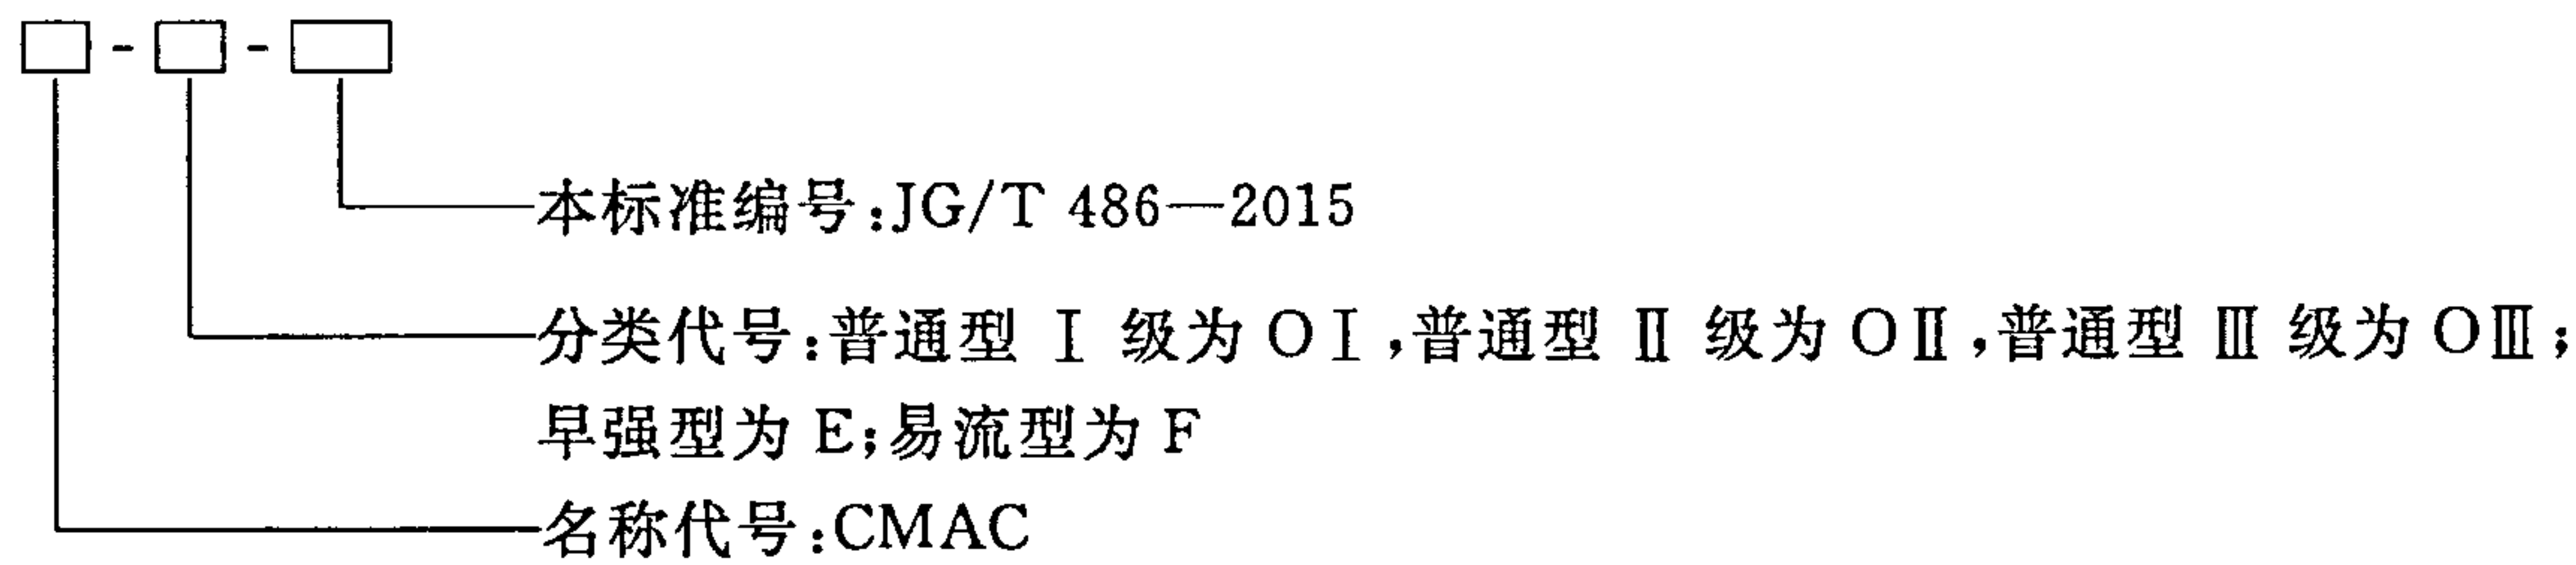 本标准编号:JG/T 486—2015
分类代号:普通型 Ⅰ 级为 OⅠ,普通型 Ⅱ 级为 OⅡ,普通型 Ⅲ 级为 OⅢ;
早强型为 E;易流型为 F
名称代号:CMAC